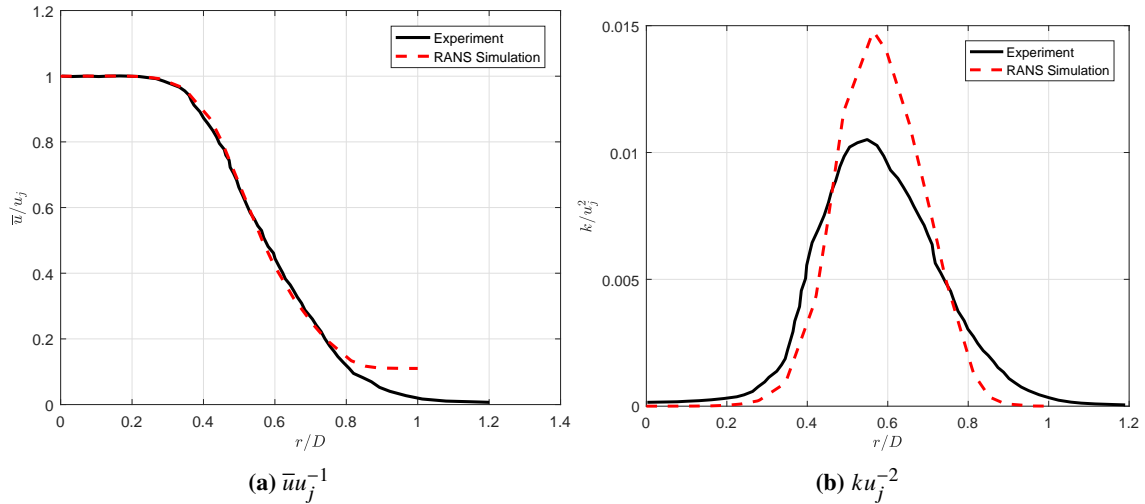 Experiment
RANS Simulation
1.2
1
0.8
0.6
0.4
0.2
0
u̅/u_j
0 0.2 0.4 0.6 0.8 1.0 1.2 1.4
r/D
(a) u̅u_j^{-1}
Experiment
RANS Simulation
0.015
0.01
0.005
0
k/u_j^2
0 0.2 0.4 0.6 0.8 1 1.2
r/D
(b) ku_j^{-2}